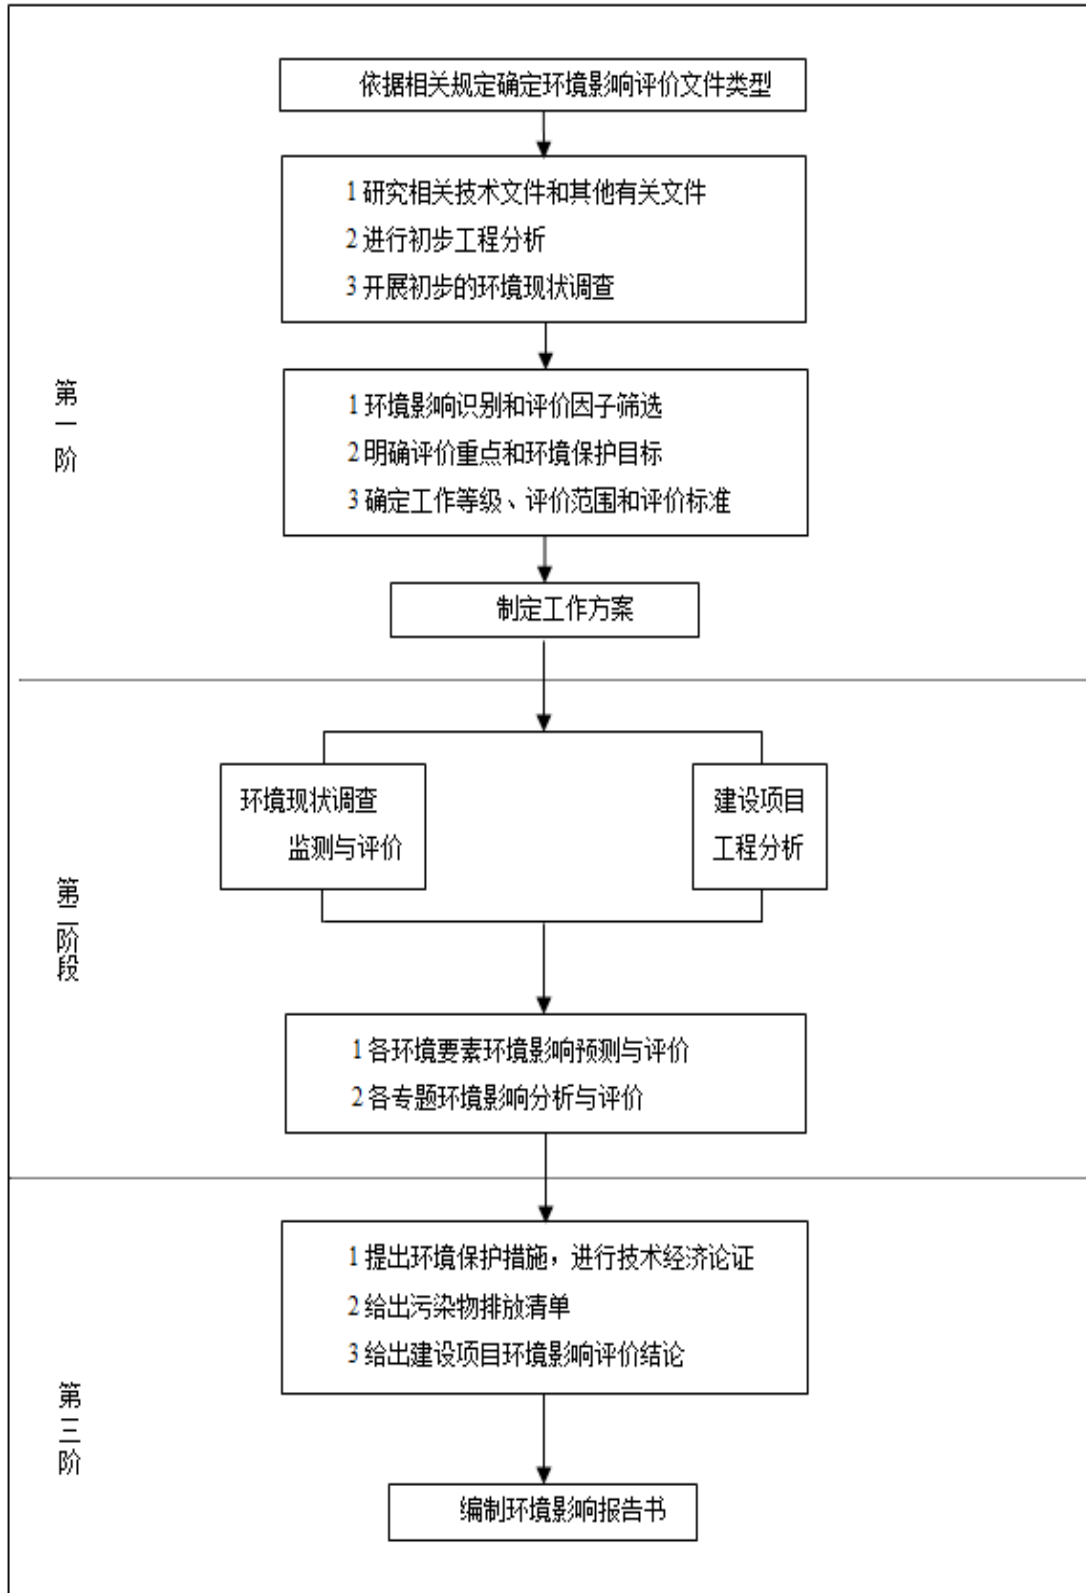 依据相关规定确定环境影响评价文件类型
1 研究相关技术文件和其他有关文件
2 进行初步工程分析
3 开展初步的环境现状调查
第一阶
1 环境影响识别和评价因子筛选
2 明确评价重点和环境保护目标
3 确定工作等级、评价范围和评价标准
制定工作方案
环境现状调查
监测与评价
建设项目
工程分析
第二阶段
1 各环境要素环境影响预测与评价
2 各专题环境影响分析与评价
1 提出环境保护措施，进行技术经济论证
2 给出污染物排放清单
3 给出建设项目环境影响评价结论
第三阶
编制环境影响报告书